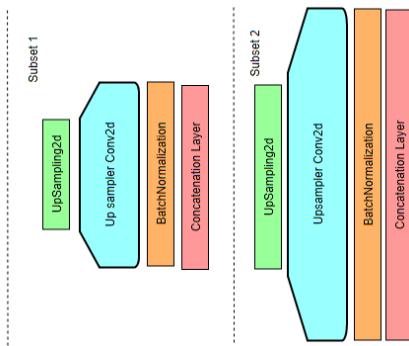 Subset 1
UpSampling2d
Up sampler Conv2d
BatchNormalization
Concatenation Layer
Subset 2
UpSampling2d
Upsampler Conv2d
BatchNormalization
Concatenation Layer